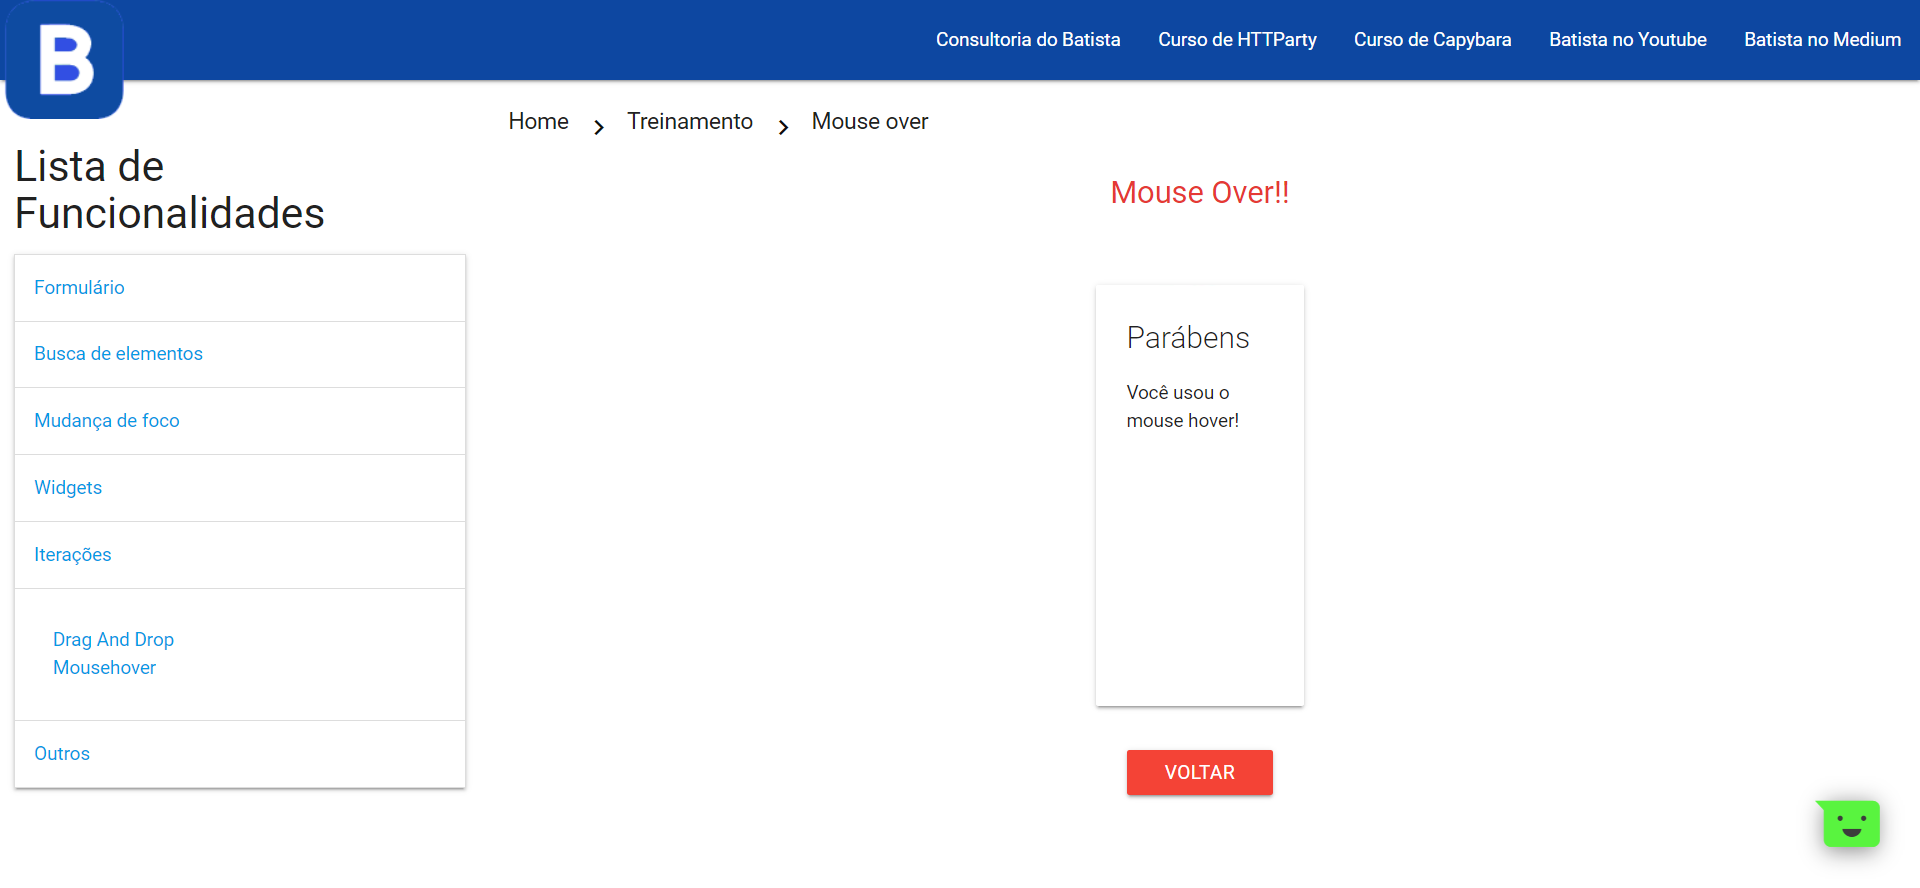 B
Consultoria do Batista
Curso de HTTParty
Curso de Capybara
Batista no Youtube
Batista no Medium
Home
Treinamento
Mouse over
Lista de
Funcionalidades
Formulário
Busca de elementos
Mudança de foco
Widgets
Iterações
Drag And Drop
Mousehover
Outros
Mouse Over!!
Parábens
Você usou o
mouse hover!
VOLTAR